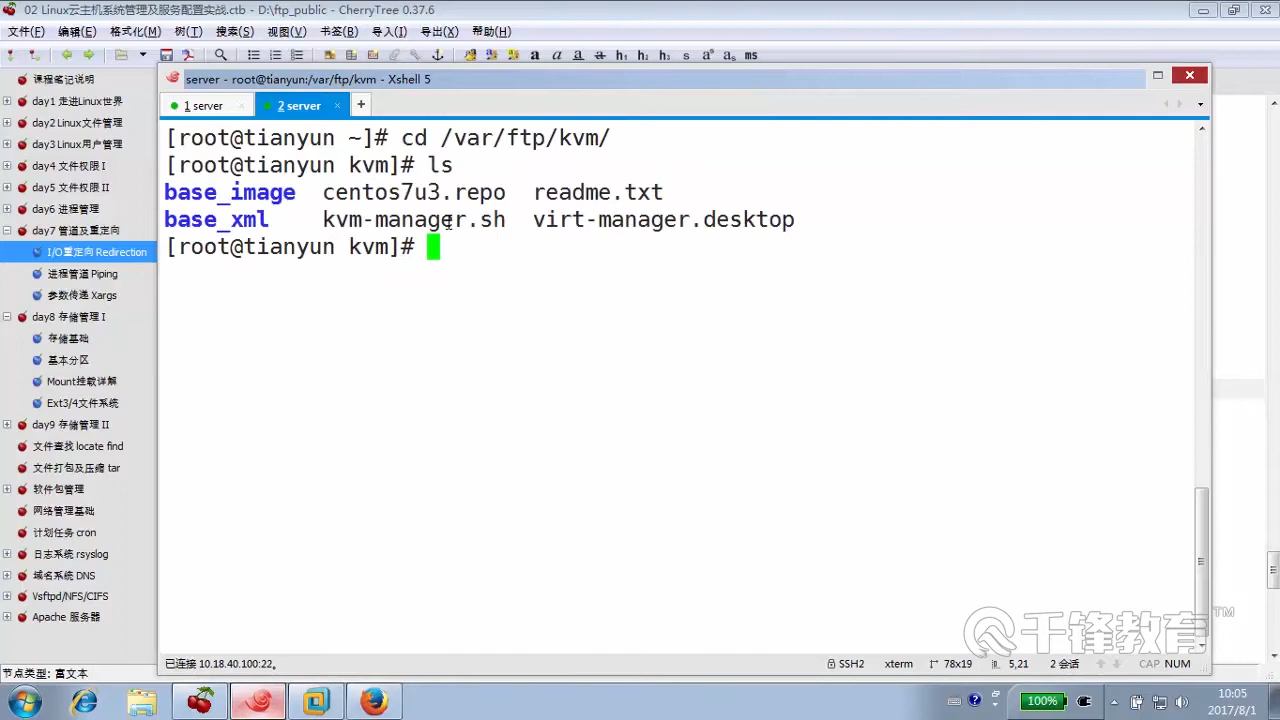 02 Linux云主机系统管理及服务配置实战.ctb - D:\ftp_public - CherryTree 0.37.6
文件(F) 编辑(E) 格式化(M) 树(T) 搜索(S) 视图(V) 书签(B) 导入(I) 导出(X) 帮助(H)
a a a a h1 h2 h3 s aˢ aₛ ms
课程笔记说明
day1 走进Linux世界
day2 Linux文件管理
day3 Linux用户管理
day4 文件权限 I
day5 文件权限 II
day6 进程管理
day7 管道及重定向
I/O重定向 Redirection
进程管道 Piping
参数传递 Xargs
day8 存储管理 I
存储基础
基本分区
Mount挂载详解
Ext3/4文件系统
day9 存储管理 II
文件查找 locate find
文件打包及压缩 tar
软件包管理
网络管理基础
计划任务 cron
日志系统 rsyslog
域名系统 DNS
Vsftpd/NFS/CIFS
Apache 服务器
节点类型: 富文本
server - root@tianyun:/var/ftp/kvm - Xshell 5
1 server × 2 server × +
[root@tianyun ~]# cd /var/ftp/kvm/
[root@tianyun kvm]# ls
base_image centos7u3.repo readme.txt
base_xml kvm-manager.sh virt-manager.desktop
[root@tianyun kvm]#
千锋教育 TM
已连接 10.18.40.100:22。 SSH2 xterm 78x19 5,21 2 会话 CAP NUM
100% 10:05
2017/8/1